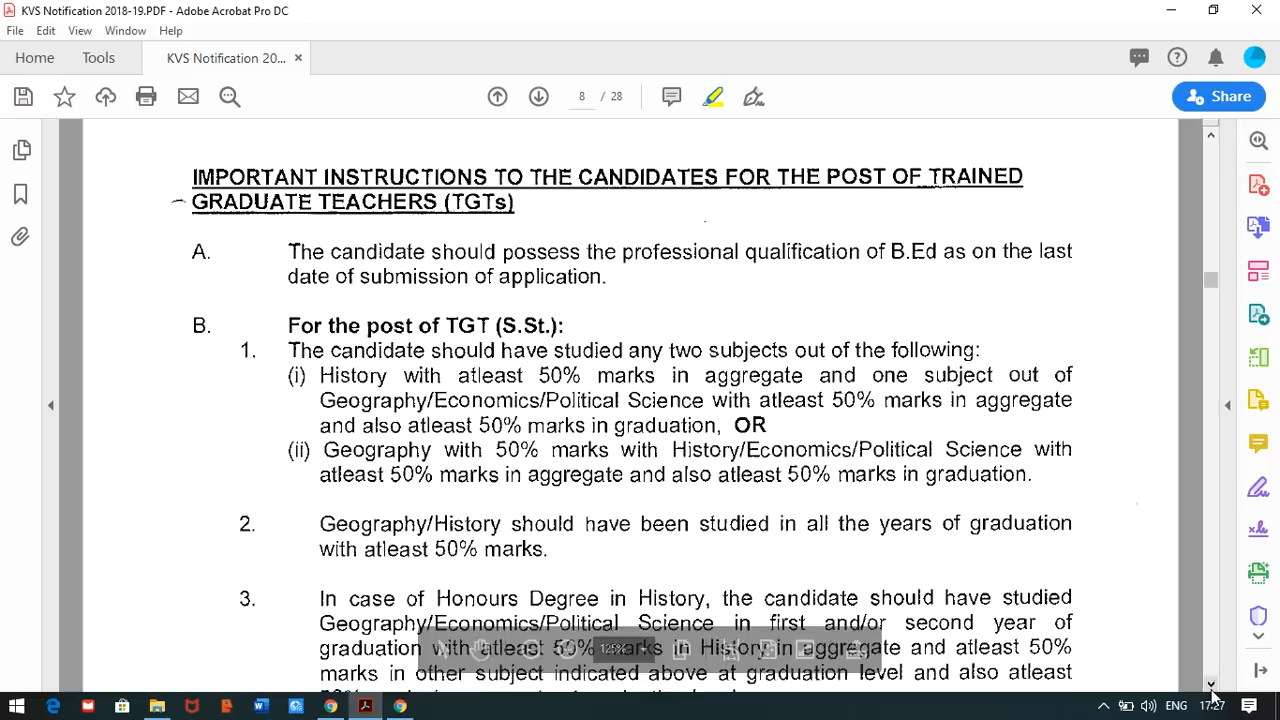 KVS Notification 2018-19.PDF - Adobe Acrobat Pro DC
File Edit View Window Help
Home Tools KVS Notification 20... ×
8 / 28
Share
IMPORTANT INSTRUCTIONS TO THE CANDIDATES FOR THE POST OF TRAINED
GRADUATE TEACHERS (TGTs)
A. The candidate should possess the professional qualification of B.Ed as on the last
date of submission of application.
B. For the post of TGT (S.St.):
1. The candidate should have studied any two subjects out of the following:
(i) History with atleast 50% marks in aggregate and one subject out of
Geography/Economics/Political Science with atleast 50% marks in aggregate
and also atleast 50% marks in graduation, OR
(ii) Geography with 50% marks with History/Economics/Political Science with
atleast 50% marks in aggregate and also atleast 50% marks in graduation.
2. Geography/History should have been studied in all the years of graduation
with atleast 50% marks.
3. In case of Honours Degree in History, the candidate should have studied
Geography/Economics/Political Science in first and/or second year of
graduation with atleast 50% marks in History in aggregate and atleast 50%
marks in other subject indicated above at graduation level and also atleast
125%
ENG 17:27